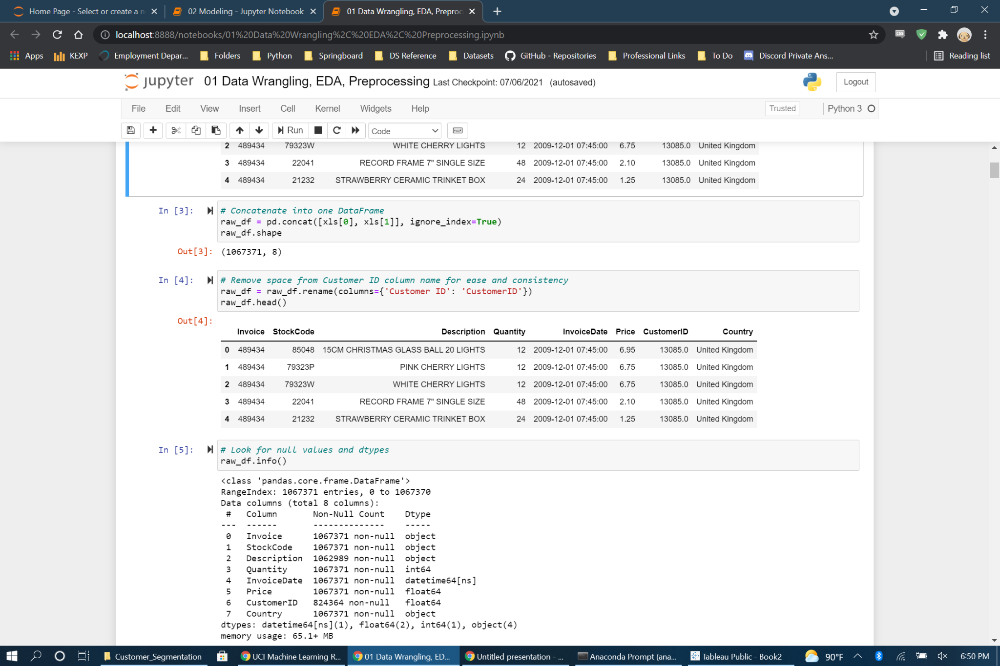 Home Page - Select or create a n
02 Modeling - Jupyter Notebook
01 Data Wrangling, EDA, Preproc
localhost:8888/notebooks/01%20Data%20Wrangling%2C%20EDA%2C%20Preprocessing.ipynb
CSS
Apps KEXP Employment Depar... Folders Python Springboard DS Reference Datasets GitHub - Repositories Professional Links To Do Discord Private Ans... Reading list
jupyter 01 Data Wrangling, EDA, Preprocessing Last Checkpoint: 07/06/2021 (autosaved) Logout
File Edit View Insert Cell Kernel Widgets Help Trusted Python 3
Run Code
2 489434 79323W WHITE CHERRY LIGHTS 12 2009-12-01 07:45:00 6.75 13085.0 United Kingdom
3 489434 22041 RECORD FRAME 7" SINGLE SIZE 48 2009-12-01 07:45:00 2.10 13085.0 United Kingdom
4 489434 21232 STRAWBERRY CERAMIC TRINKET BOX 24 2009-12-01 07:45:00 1.25 13085.0 United Kingdom
In [3]: # Concatenate into one DataFrame
raw_df = pd.concat([xls[0], xls[1]], ignore_index=True)
raw_df.shape
Out[3]: (1067371, 8)
In [4]: # Remove space from Customer ID column name for ease and consistency
raw_df = raw_df.rename(columns={'Customer ID': 'CustomerID'})
raw_df.head()
Out[4]:
Invoice StockCode Description Quantity InvoiceDate Price CustomerID Country
0 489434 85048 15CM CHRISTMAS GLASS BALL 20 LIGHTS 12 2009-12-01 07:45:00 6.95 13085.0 United Kingdom
1 489434 79323P PINK CHERRY LIGHTS 12 2009-12-01 07:45:00 6.75 13085.0 United Kingdom
2 489434 79323W WHITE CHERRY LIGHTS 12 2009-12-01 07:45:00 6.75 13085.0 United Kingdom
3 489434 22041 RECORD FRAME 7" SINGLE SIZE 48 2009-12-01 07:45:00 2.10 13085.0 United Kingdom
4 489434 21232 STRAWBERRY CERAMIC TRINKET BOX 24 2009-12-01 07:45:00 1.25 13085.0 United Kingdom
In [5]: # Look for null values and dtypes
raw_df.info()
<class 'pandas.core.frame.DataFrame'>
RangeIndex: 1067371 entries, 0 to 1067370
Data columns (total 8 columns):
# Column Non-Null Count Dtype
--- ------ -------------- -----
0 Invoice 1067371 non-null object
1 StockCode 1067371 non-null object
2 Description 1062989 non-null object
3 Quantity 1067371 non-null int64
4 InvoiceDate 1067371 non-null datetime64[ns]
5 Price 1067371 non-null float64
6 CustomerID 824364 non-null float64
7 Country 1067371 non-null object
dtypes: datetime64[ns](1), float64(2), int64(1), object(4)
memory usage: 65.1+ MB
Customer_Segmentation UCI Machine Learning R... 01 Data Wrangling, ED... Untitled presentation - ... Anaconda Prompt (ana... Tableau Public - Book2 90°F 6:50 PM